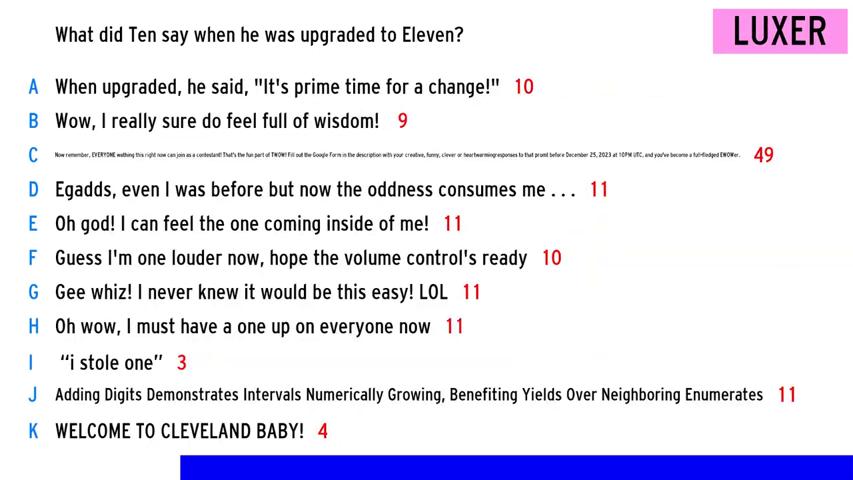 What did Ten say when he was upgraded to Eleven?
LUXER
A When upgraded, he said, "It's prime time for a change!" 10
B Wow, I really sure do feel full of wisdom! 9
C Now remember, EVERYONE wathing this right now can join as a contestant! That's the fun part of TWOW! Fill out the Google Form in the description with your creative, funny, clever or heartwarmingresponses to that promt before December 25, 2023 at 10PM UTC, and you've become a full-fledged EWOWer. 49
D Egadds, even I was before but now the oddness consumes me . . . 11
E Oh god! I can feel the one coming inside of me! 11
F Guess I'm one louder now, hope the volume control's ready 10
G Gee whiz! I never knew it would be this easy! LOL 11
H Oh wow, I must have a one up on everyone now 11
I “i stole one” 3
J Adding Digits Demonstrates Intervals Numerically Growing, Benefiting Yields Over Neighboring Enumerates 11
K WELCOME TO CLEVELAND BABY! 4